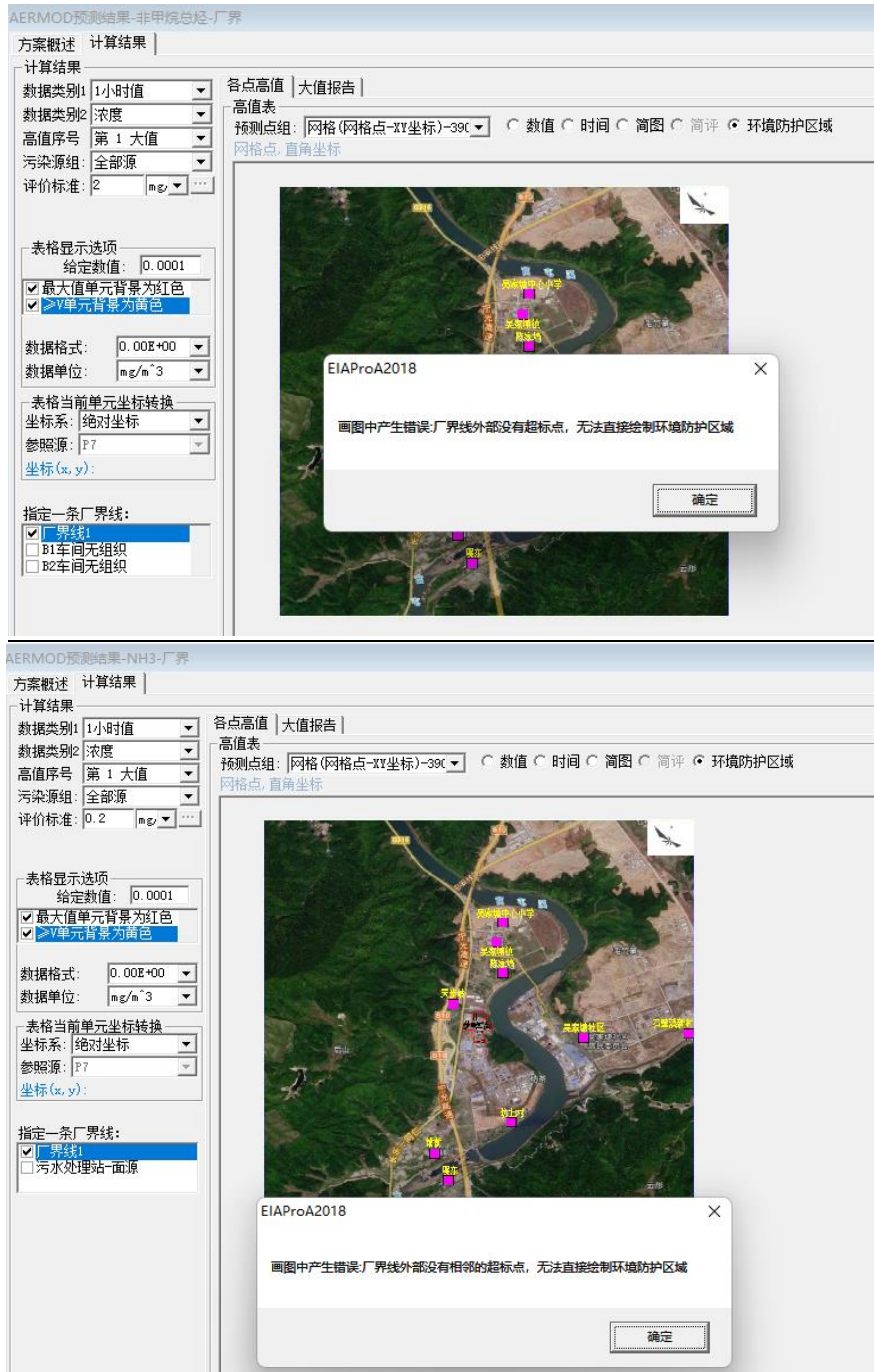 AERMOD预测结果-非甲烷总烃-厂界
方案概述 计算结果
计算结果
数据类别1 1小时值
数据类别2 浓度
高值序号 第 1 大值
污染源组: 全部源
评价标准: 2 mg/ ...
表格显示选项
给定数值: 0.0001
最大值单元背景为红色
≥V单元背景为黄色
数据格式: 0.00E+00
数据单位: mg/m^3
表格当前单元坐标转换
坐标系: 绝对坐标
参照源: P7
坐标(x,y):
指定一条厂界线:
厂界线1
B1车间无组织
B2车间无组织
各点高值 大值报告
高值表
预测点组: 网格(网格点-XY坐标)-390 数值 时间 简图 简评 环境防护区域
网格点,直角坐标
吴家镇中心小学
EIAProA2018
画图中产生错误:厂界线外部没有超标点，无法直接绘制环境防护区域
确定
AERMOD预测结果-NH3-厂界
方案概述 计算结果
计算结果
数据类别1 1小时值
数据类别2 浓度
高值序号 第 1 大值
污染源组: 全部源
评价标准: 0.2 mg/ ...
表格显示选项
给定数值: 0.0001
最大值单元背景为红色
≥V单元背景为黄色
数据格式: 0.00E+00
数据单位: mg/m^3
表格当前单元坐标转换
坐标系: 绝对坐标
参照源: P7
坐标(x,y):
指定一条厂界线:
厂界线1
污水处理站-面源
各点高值 大值报告
高值表
预测点组: 网格(网格点-XY坐标)-390 数值 时间 简图 简评 环境防护区域
网格点,直角坐标
吴家镇中心小学
EIAProA2018
画图中产生错误:厂界线外部没有相邻的超标点，无法直接绘制环境防护区域
确定